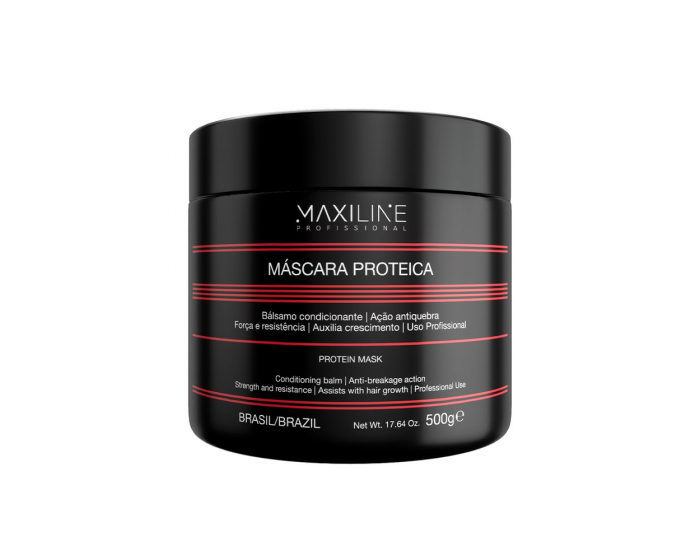 MAXILINE
PROFISSIONAL
MÁSCARA PROTEICA
Bálsamo condicionante | Ação antiquebra
Força e resistência | Auxilia crescimento | Uso Profissional
PROTEIN MASK
Conditioning balm | Anti-breakage action
Strength and resistance | Assists with hair growth | Professional Use
BRASIL/BRAZIL Net Wt. 17.64 Oz. 500g℮